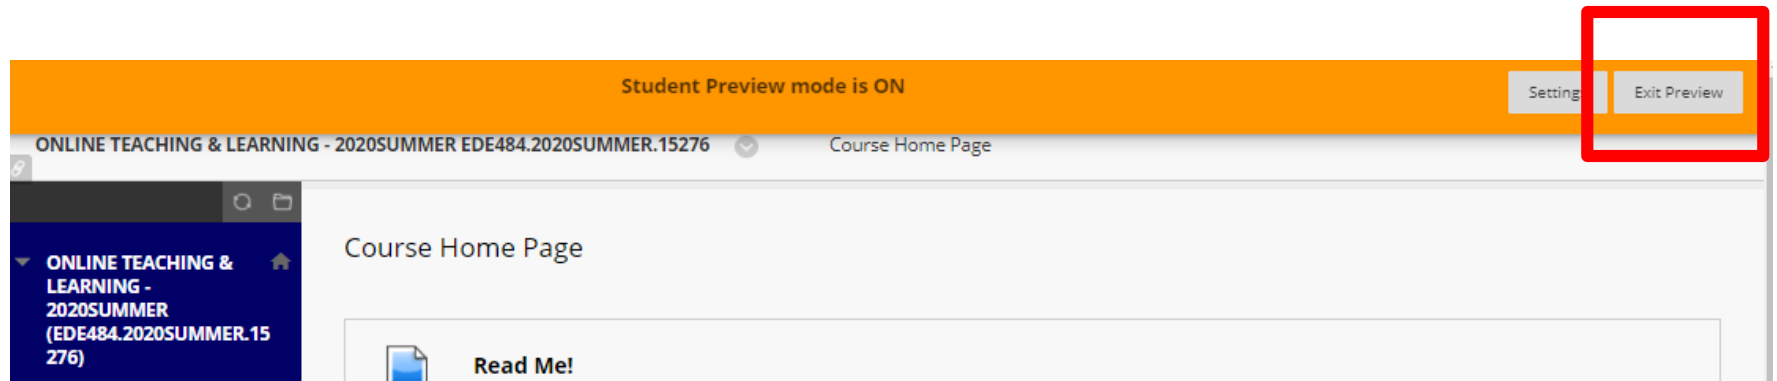 Student Preview mode is ON
Setting
Exit Preview
ONLINE TEACHING & LEARNING - 2020SUMMER EDE484.2020SUMMER.15276
Course Home Page
ONLINE TEACHING &
LEARNING -
2020SUMMER
(EDE484.2020SUMMER.15
276)
Course Home Page
Read Me!